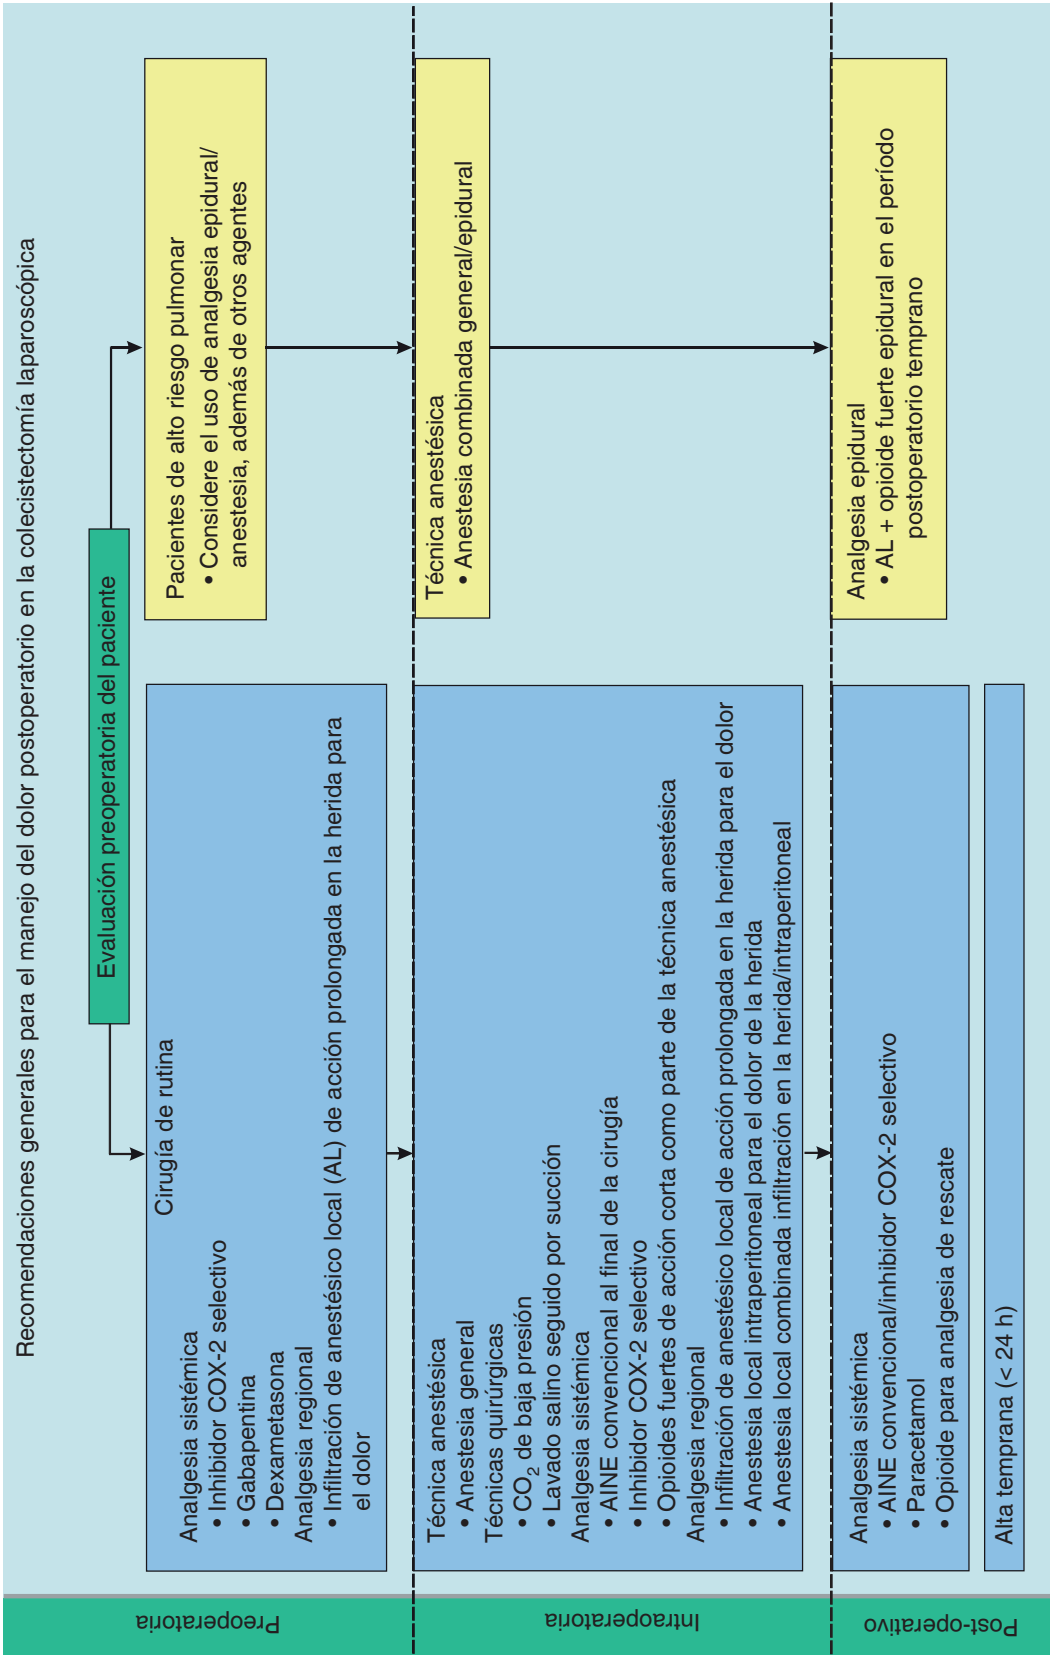 Recomendaciones generales para el manejo del dolor postoperatorio en la colecistectomía laparoscópica
Evaluación preoperatoria del paciente
Preoperatoria
Cirugía de rutina
Analgesia sistémica
• Inhibidor COX-2 selectivo
• Gabapentina
• Dexametasona
Analgesia regional
• Infiltración de anestésico local (AL) de acción prolongada en la herida para
el dolor
Pacientes de alto riesgo pulmonar
• Considere el uso de analgesia epidural/
anestesia, además de otros agentes
Intraoperatoria
Técnica anestésica
• Anestesia general
Técnicas quirúrgicas
• CO₂ de baja presión
• Lavado salino seguido por succión
Analgesia sistémica
• AINE convencional al final de la cirugía
• Inhibidor COX-2 selectivo
• Opioides fuertes de acción corta como parte de la técnica anestésica
Analgesia regional
• Infiltración de anestésico local de acción prolongada en la herida para el dolor
• Anestesia local intraperitoneal para el dolor de la herida
• Anestesia local combinada infiltración en la herida/intraperitoneal
Técnica anestésica
• Anestesia combinada general/epidural
Post-operativo
Analgesia sistémica
• AINE convencional/inhibidor COX-2 selectivo
• Paracetamol
• Opioide para analgesia de rescate
Alta temprana (< 24 h)
Analgesia epidural
• AL + opioide fuerte epidural en el período
postoperatorio temprano